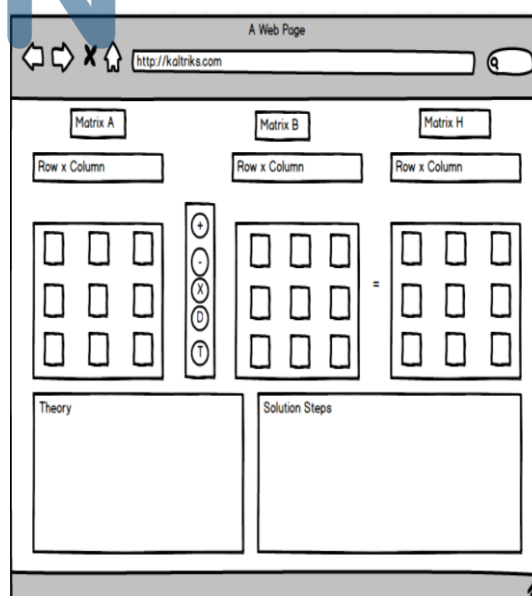 A Web Page
http://kaltriks.com
Matrix A
Matrix B
Matrix H
Row x Column
Row x Column
Row x Column
+
-
X
D
T
=
Theory
Solution Steps